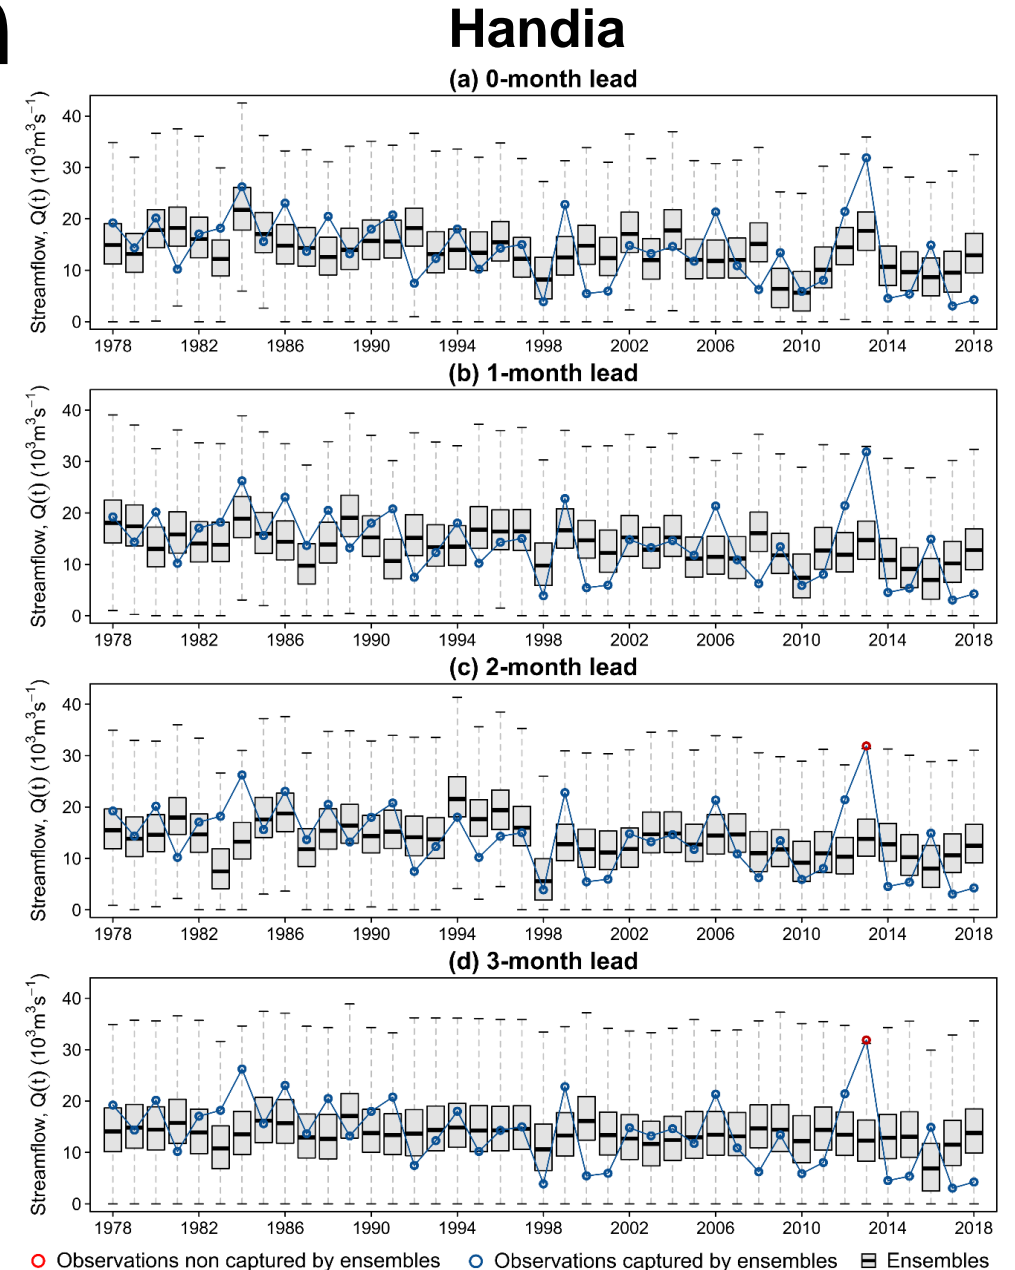 Handia
(a) 0-month lead
Streamflow, Q(t) (10³m³s⁻¹)
40
30
20
10
0
1978 1982 1986 1990 1994 1998 2002 2006 2010 2014 2018
(b) 1-month lead
Streamflow, Q(t) (10³m³s⁻¹)
40
30
20
10
0
1978 1982 1986 1990 1994 1998 2002 2006 2010 2014 2018
(c) 2-month lead
Streamflow, Q(t) (10³m³s⁻¹)
40
30
20
10
0
1978 1982 1986 1990 1994 1998 2002 2006 2010 2014 2018
(d) 3-month lead
Streamflow, Q(t) (10³m³s⁻¹)
40
30
20
10
0
1978 1982 1986 1990 1994 1998 2002 2006 2010 2014 2018
Observations non captured by ensembles Observations captured by ensembles Ensembles